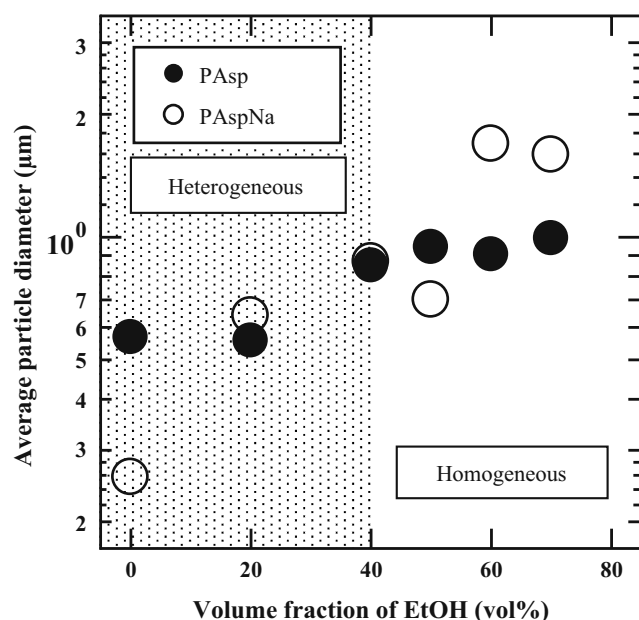 3
2
10⁰
7
6
5
4
3
2
Average particle diameter (μm)
PAsp
PAspNa
Heterogeneous
Homogeneous
0 20 40 60 80
Volume fraction of EtOH (vol%)